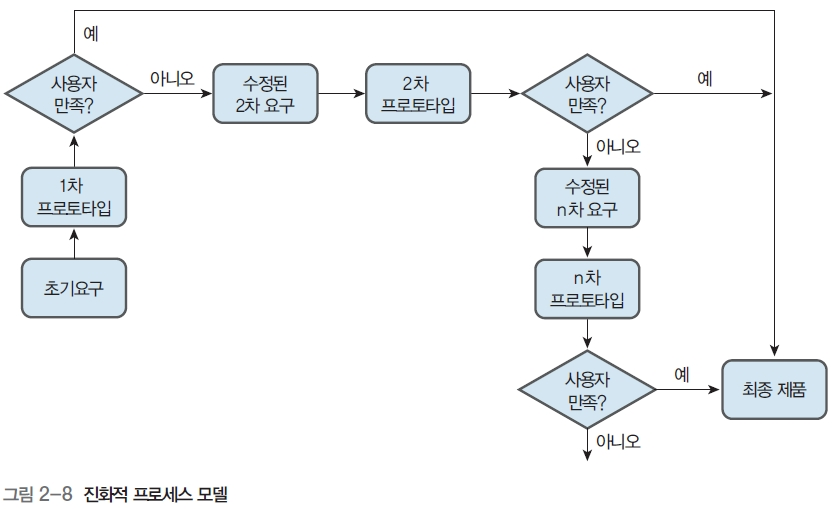 예
사용자
만족?
아니오
수정된
2차 요구
2차
프로토타입
사용자
만족?
예
아니오
1차
프로토타입
수정된
n차 요구
초기요구
n차
프로토타입
사용자
만족?
예
최종 제품
아니오
그림 2-8 진화적 프로세스 모델